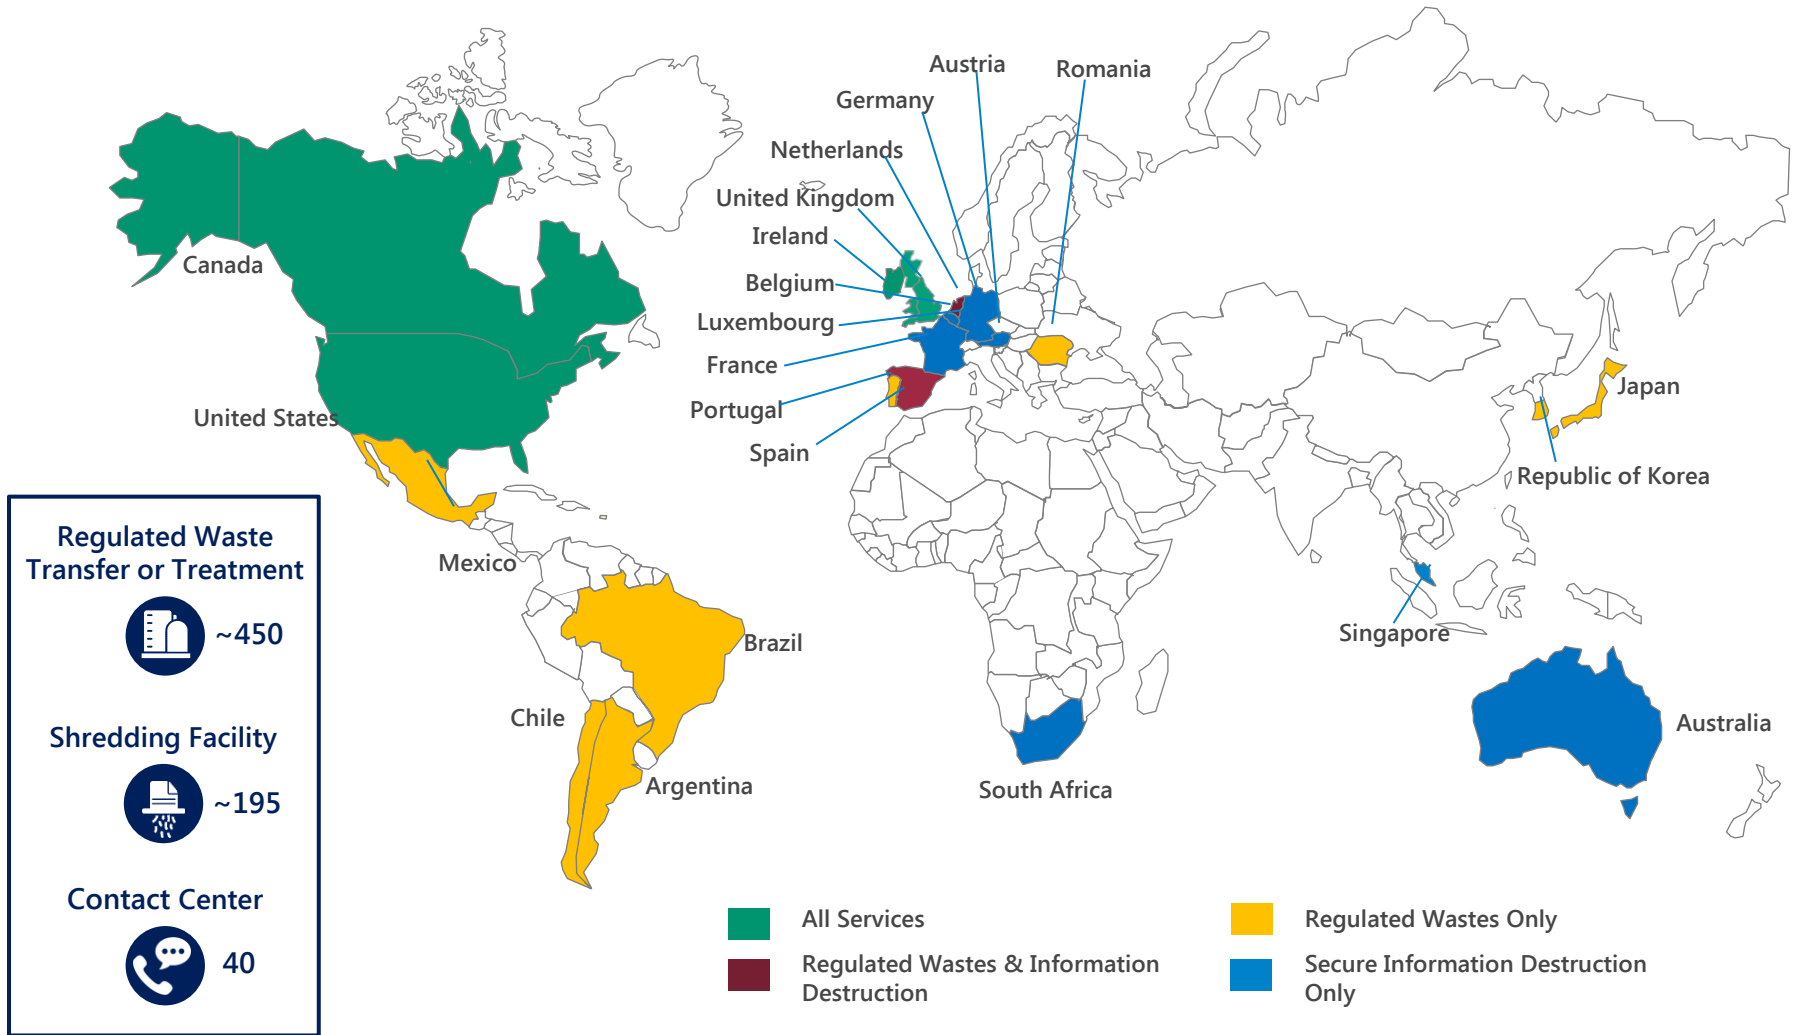 Austria
Romania
Germany
Netherlands
United Kingdom
Ireland
Canada
Belgium
Luxembourg
France
Japan
Portugal
United States
Spain
Republic of Korea
Mexico
Singapore
Brazil
Chile
Australia
Argentina
South Africa
Regulated Waste
Transfer or Treatment
~450
Shredding Facility
~195
Contact Center
40
All Services
Regulated Wastes & Information
Destruction
Regulated Wastes Only
Secure Information Destruction
Only